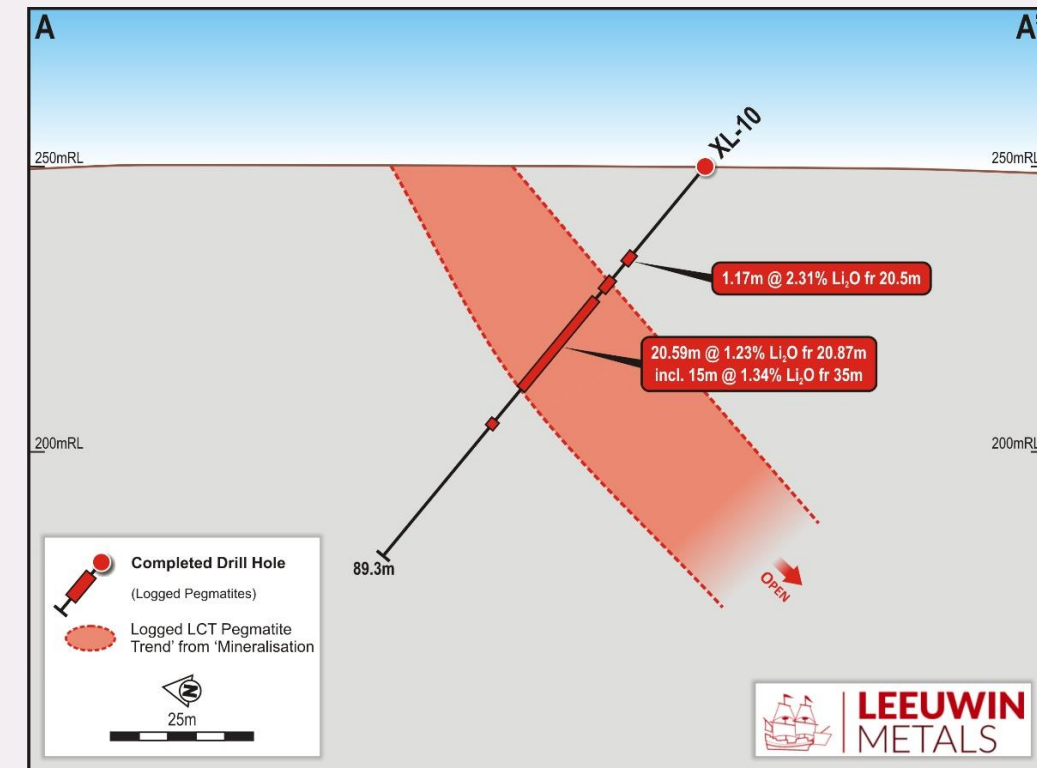 A
A'
XL-10
250mRL
250mRL
1.17m @ 2.31% Li₂O fr 20.5m
20.59m @ 1.23% Li₂O fr 20.87m
incl. 15m @ 1.34% Li₂O fr 35m
200mRL
200mRL
89.3m
OPEN
Completed Drill Hole
(Logged Pegmatites)
Logged LCT Pegmatite
Trend' from 'Mineralisation
N
25m
LEEUWIN
METALS